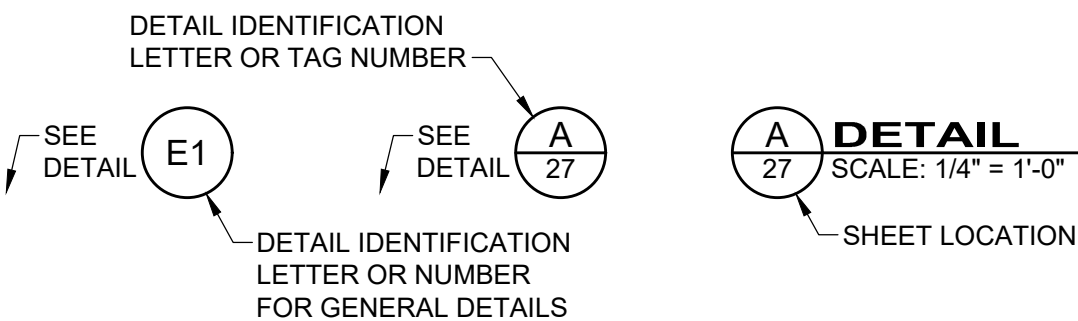 DETAIL IDENTIFICATION
LETTER OR TAG NUMBER
SEE
DETAIL
E1
SEE
DETAIL
A
27
A
27
DETAIL
SCALE: 1/4" = 1'-0"
DETAIL IDENTIFICATION
LETTER OR NUMBER
FOR GENERAL DETAILS
SHEET LOCATION